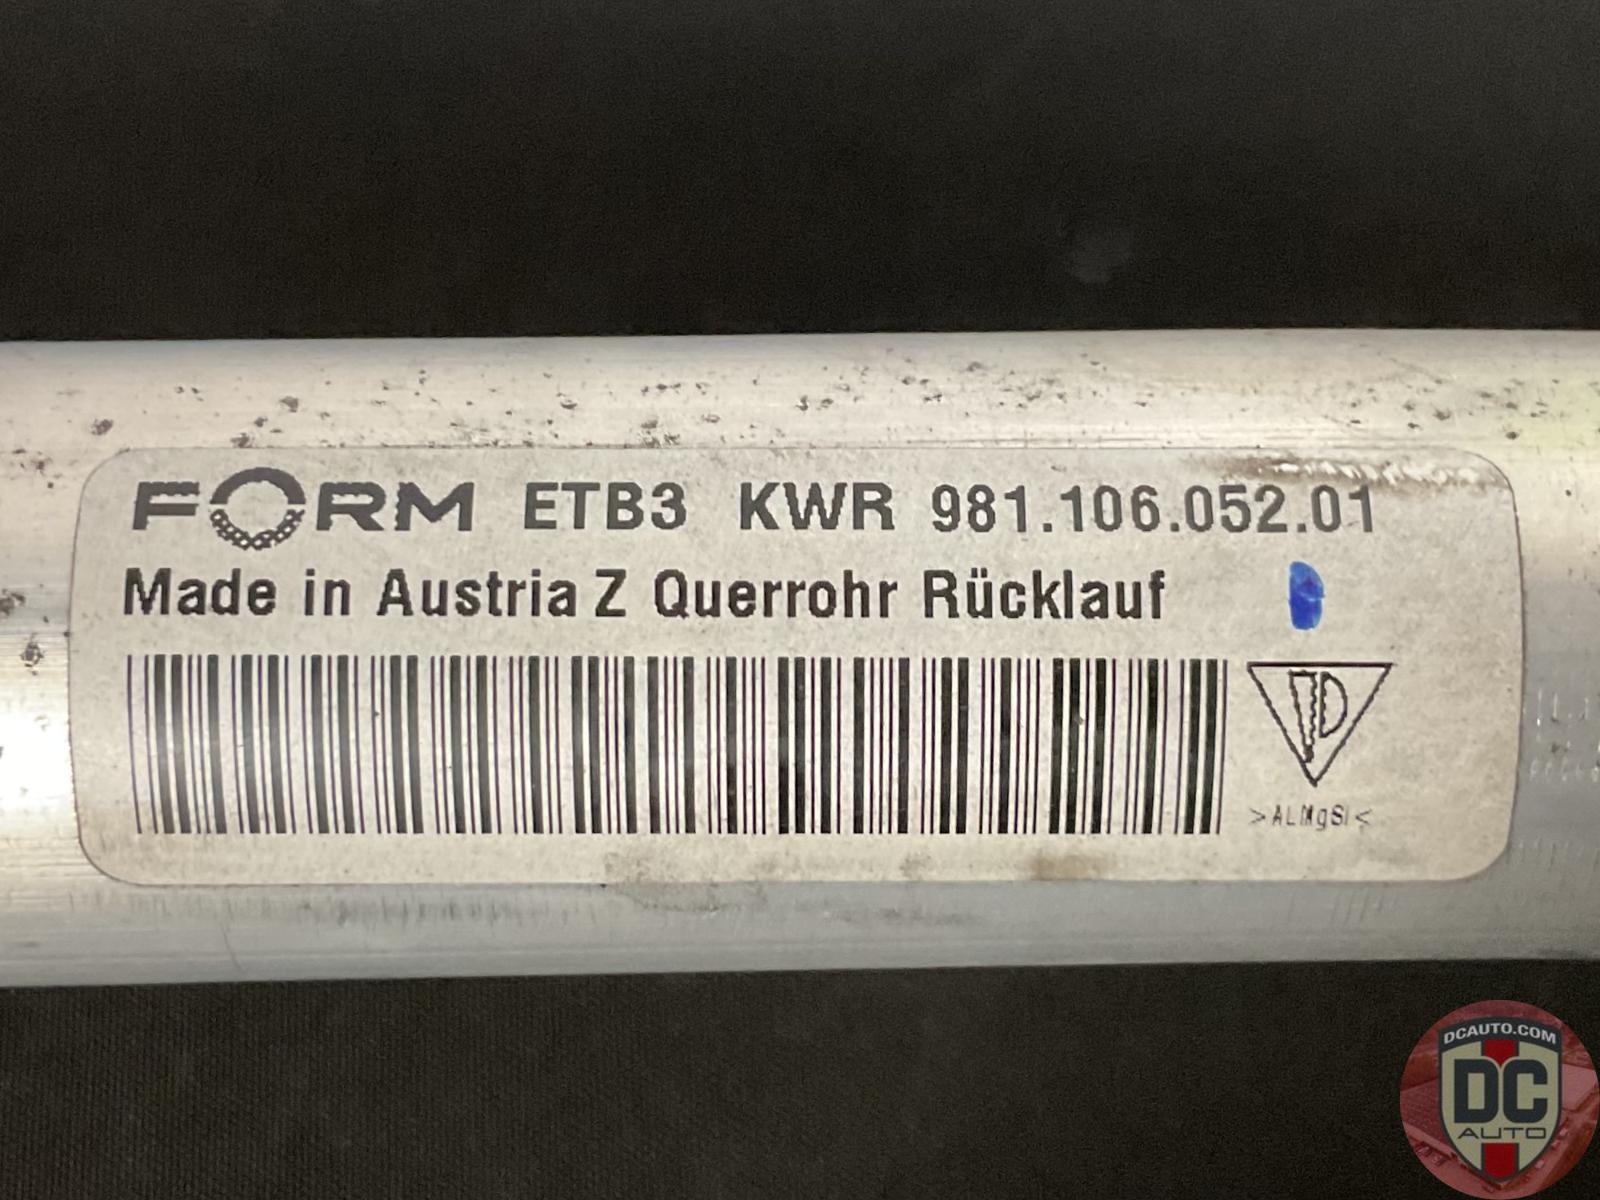 FORM ETB3 KWR 981.106.052.01
Made in Austria Z Querrohr Rücklauf
>ALMgSI<
DCAUTO.COM
DC
AUTO